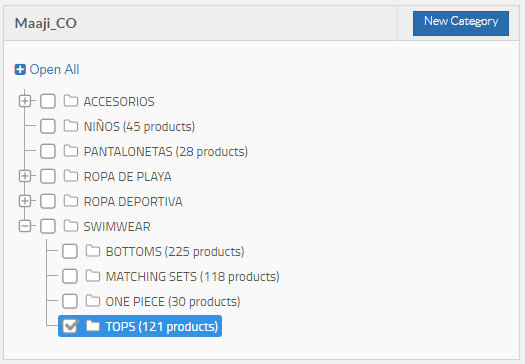 Maaji_CO
New Category
Open All
ACCESORIOS
NIÑOS (45 products)
PANTALONETAS (28 products)
ROPA DE PLAYA
ROPA DEPORTIVA
SWIMWEAR
BOTTOMS (225 products)
MATCHING SETS (118 products)
ONE PIECE (30 products)
TOPS (121 products)